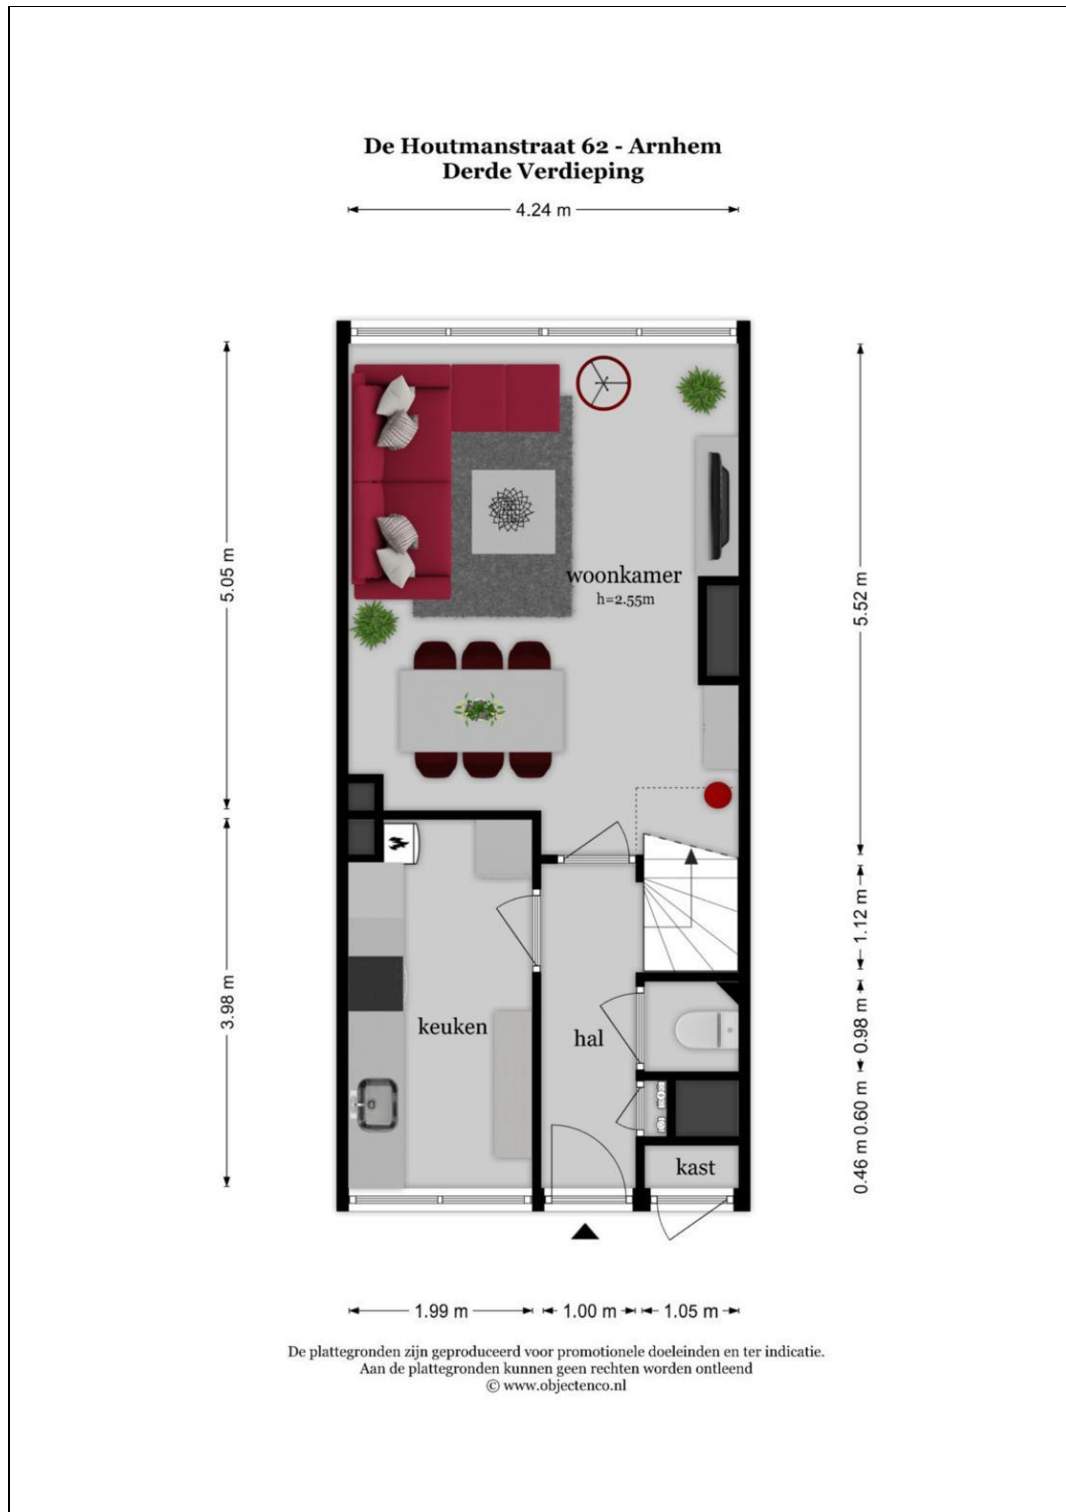 De Houtmanstraat 62 - Arnhem
Derde Verdieping
4.24 m
5.05 m
5.52 m
woonkamer
h=2.55m
1.12 m
3.98 m
0.98 m
keuken
hal
0.46 m 0.60 m
kast
1.99 m
1.00 m
1.05 m
De plattegronden zijn geproduceerd voor promotionele doeleinden en ter indicatie.
Aan de plattegronden kunnen geen rechten worden ontleend
© www.objectenco.nl